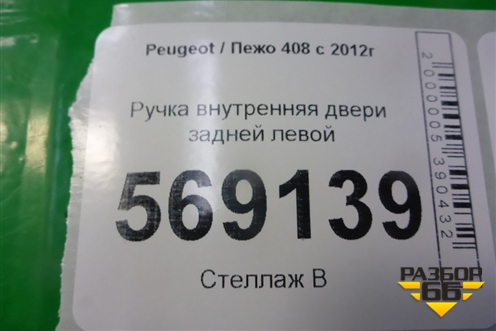 Peugeot / Пежо 408 с 2012г
Ручка внутренняя двери
задней левой
569139
Стеллаж В
2000005390432
РАЗБОР
66